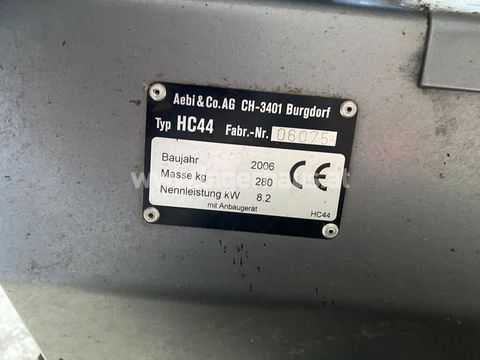 Aebi & Co. AG CH-3401 Burgdorf
Typ HC44 Fabr.-Nr. 06075
Baujahr 2006 CE
Masse kg 280
Nennleistung kW 8.2
mit Anbaugerät HC44